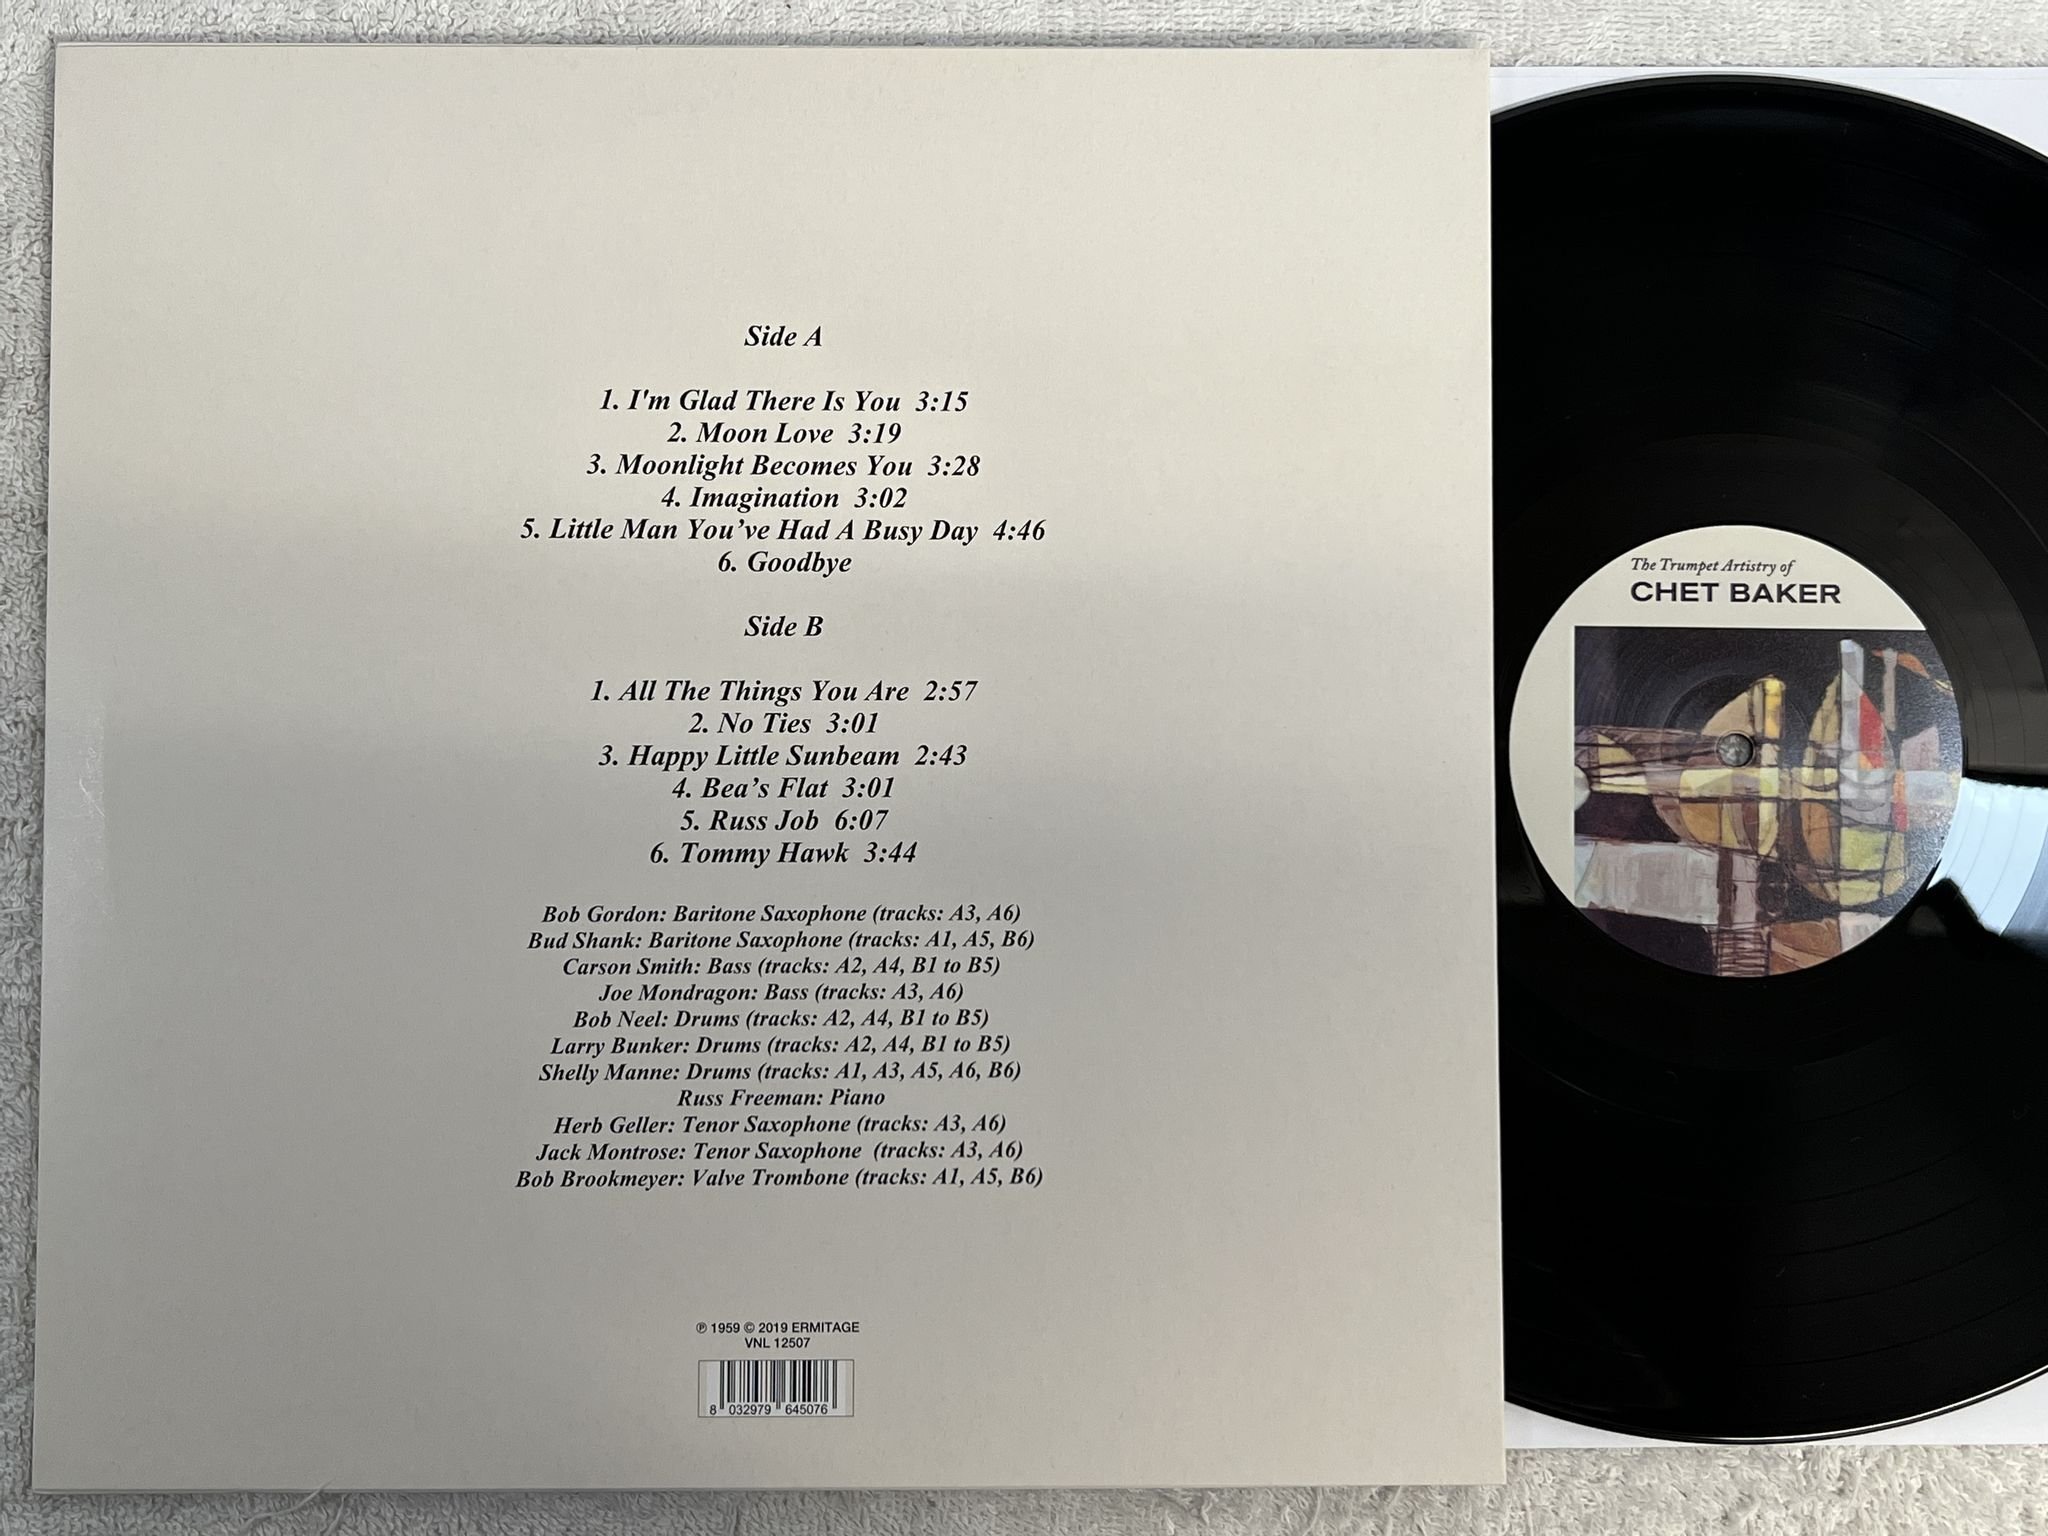 Side A
1. I'm Glad There Is You 3:15
2. Moon Love 3:19
3. Moonlight Becomes You 3:28
4. Imagination 3:02
5. Little Man You’ve Had A Busy Day 4:46
6. Goodbye
Side B
1. All The Things You Are 2:57
2. No Ties 3:01
3. Happy Little Sunbeam 2:43
4. Bea’s Flat 3:01
5. Russ Job 6:07
6. Tommy Hawk 3:44
Bob Gordon: Baritone Saxophone (tracks: A3, A6)
Bud Shank: Baritone Saxophone (tracks: A1, A5, B6)
Carson Smith: Bass (tracks: A2, A4, B1 to B5)
Joe Mondragon: Bass (tracks: A3, A6)
Bob Neel: Drums (tracks: A2, A4, B1 to B5)
Larry Bunker: Drums (tracks: A2, A4, B1 to B5)
Shelly Manne: Drums (tracks: A1, A3, A5, A6, B6)
Russ Freeman: Piano
Herb Geller: Tenor Saxophone (tracks: A3, A6)
Jack Montrose: Tenor Saxophone (tracks: A3, A6)
Bob Brookmeyer: Valve Trombone (tracks: A1, A5, B6)
℗ 1959 © 2019 ERMITAGE
VNL 12507
8 032979 645076
The Trumpet Artistry of
CHET BAKER